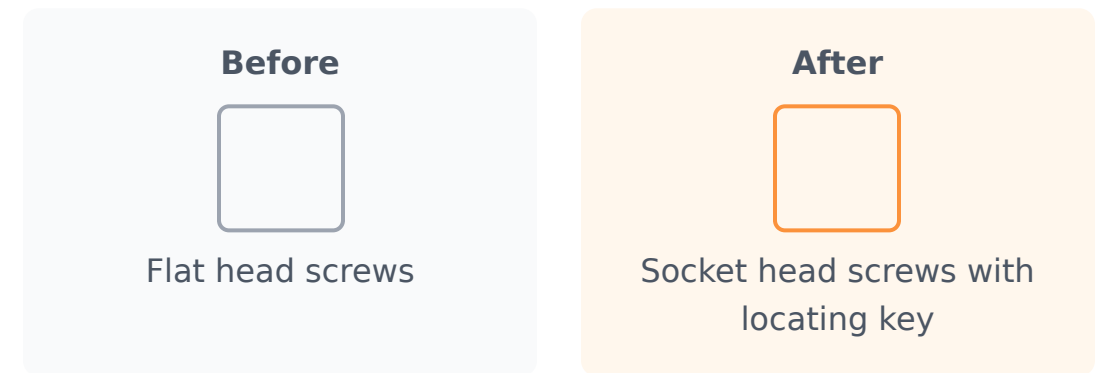 Before
Flat head screws
After
Socket head screws with
locating key